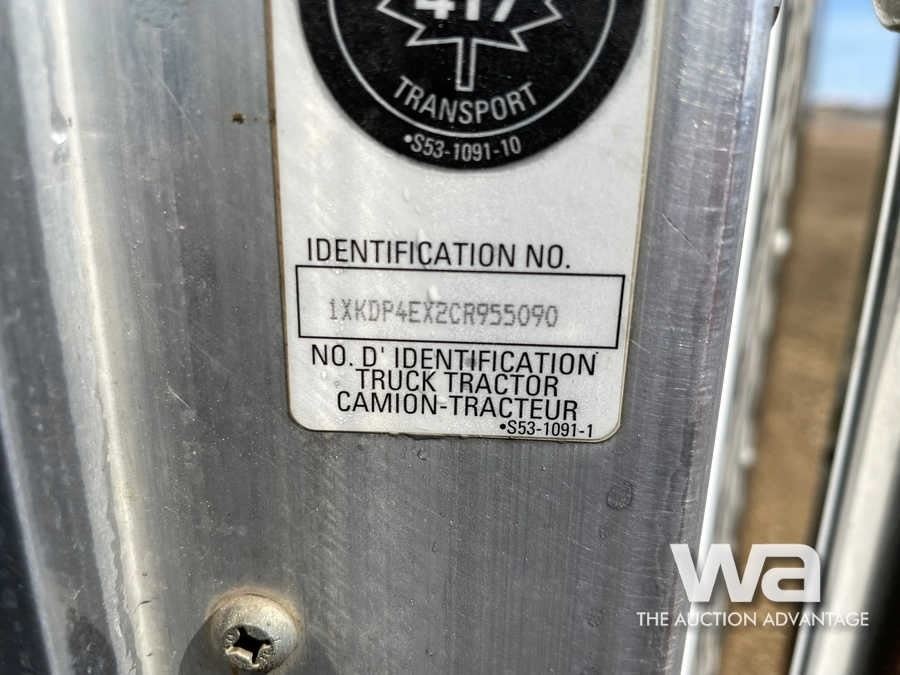 417
TRANSPORT
•S53-1091-10
IDENTIFICATION NO.
1XKDP4EX2CR955090
NO. D' IDENTIFICATION
TRUCK TRACTOR
CAMION-TRACTEUR
•S53-1091-1
wa
THE AUCTION ADVANTAGE